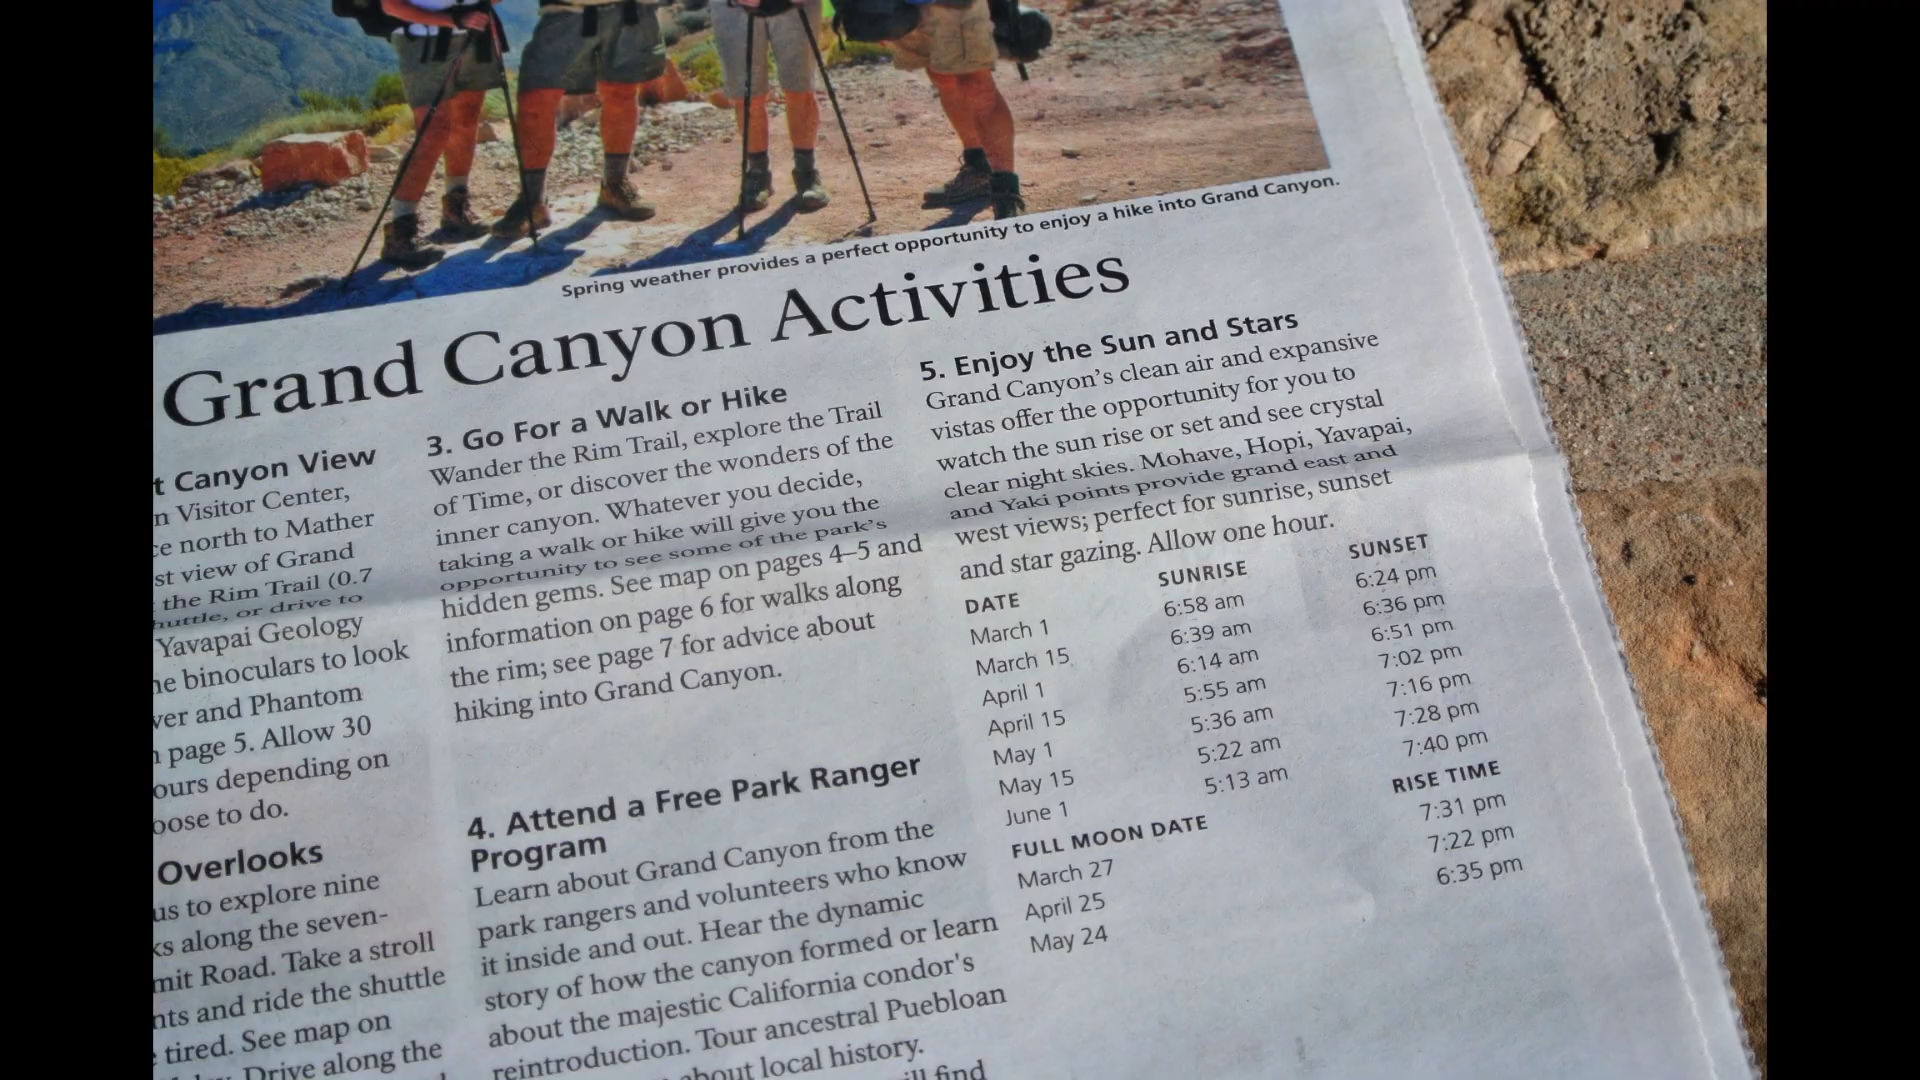 Spring weather provides a perfect opportunity to enjoy a hike into Grand Canyon.
Grand Canyon Activities
t Canyon View
n Visitor Center,
ce north to Mather
st view of Grand
the Rim Trail (0.7
huttle, or drive to
Yavapai Geology
ne binoculars to look
ver and Phantom
page 5. Allow 30
ours depending on
oose to do.
Overlooks
us to explore nine
ks along the seven-
mit Road. Take a stroll
nts and ride the shuttle
tired. See map on
Drive along the
3. Go For a Walk or Hike
Wander the Rim Trail, explore the Trail
of Time, or discover the wonders of the
inner canyon. Whatever you decide,
taking a walk or hike will give you the
opportunity to see some of the park's
hidden gems. See map on pages 4–5 and
information on page 6 for walks along
the rim; see page 7 for advice about
hiking into Grand Canyon.
4. Attend a Free Park Ranger
Program
Learn about Grand Canyon from the
park rangers and volunteers who know
it inside and out. Hear the dynamic
story of how the canyon formed or learn
about the majestic California condor's
reintroduction. Tour ancestral Puebloan
about local history.
find
5. Enjoy the Sun and Stars
Grand Canyon's clean air and expansive
vistas offer the opportunity for you to
watch the sun rise or set and see crystal
clear night skies. Mohave, Hopi, Yavapai,
and Yaki points provide grand east and
west views; perfect for sunrise, sunset
and star gazing. Allow one hour.
DATE SUNRISE SUNSET
March 1 6:58 am 6:24 pm
March 15 6:39 am 6:36 pm
April 1 6:14 am 6:51 pm
April 15 5:55 am 7:02 pm
May 1 5:36 am 7:16 pm
May 15 5:22 am 7:28 pm
June 1 5:13 am 7:40 pm
FULL MOON DATE RISE TIME
March 27 7:31 pm
April 25 7:22 pm
May 24 6:35 pm